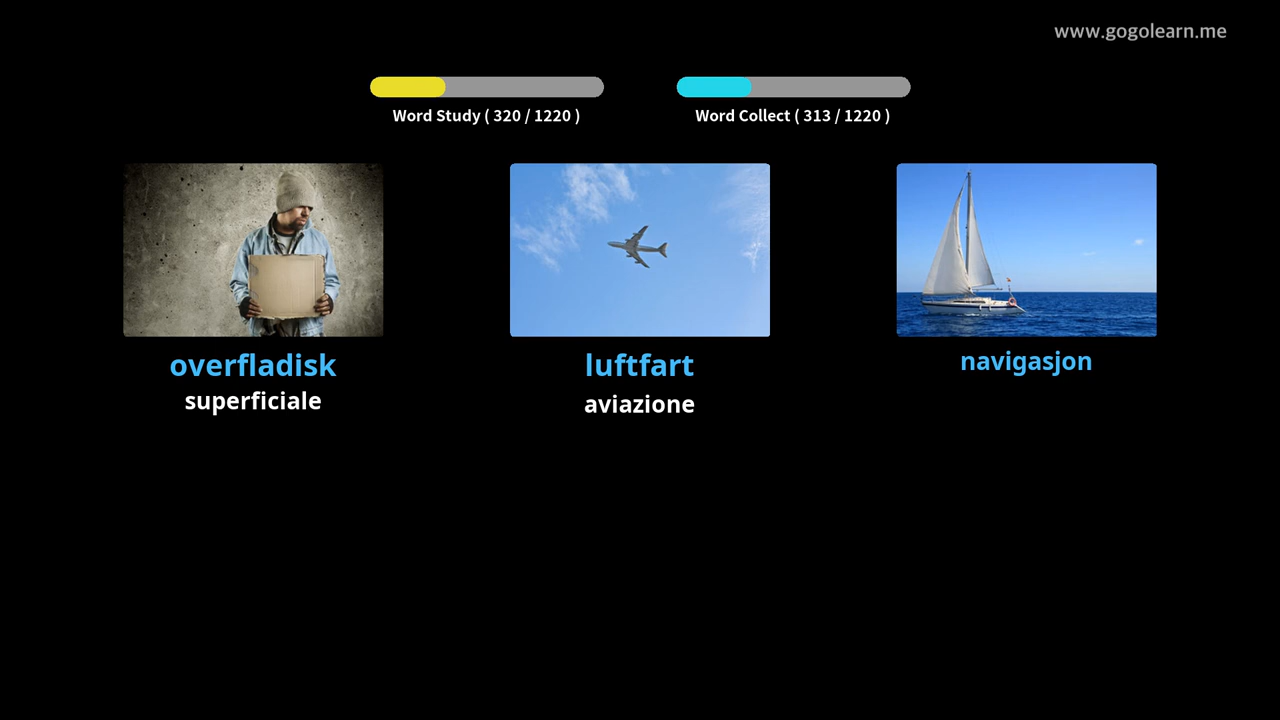 www.gogolearn.me
Word Study ( 320 / 1220 )
Word Collect ( 313 / 1220 )
overfladisk
superficiale
luftfart
aviazione
navigasjon